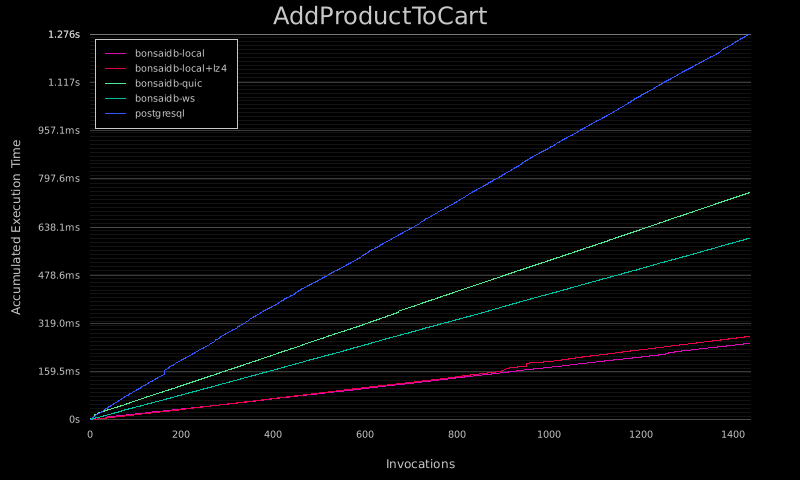 AddProductToCart
1.276s
1.117s
957.1ms
797.6ms
638.1ms
478.6ms
319.0ms
159.5ms
0s
Accumulated Execution Time
bonsaidb-local
bonsaidb-local+lz4
bonsaidb-quic
bonsaidb-ws
postgresql
0 200 400 600 800 1000 1200 1400
Invocations